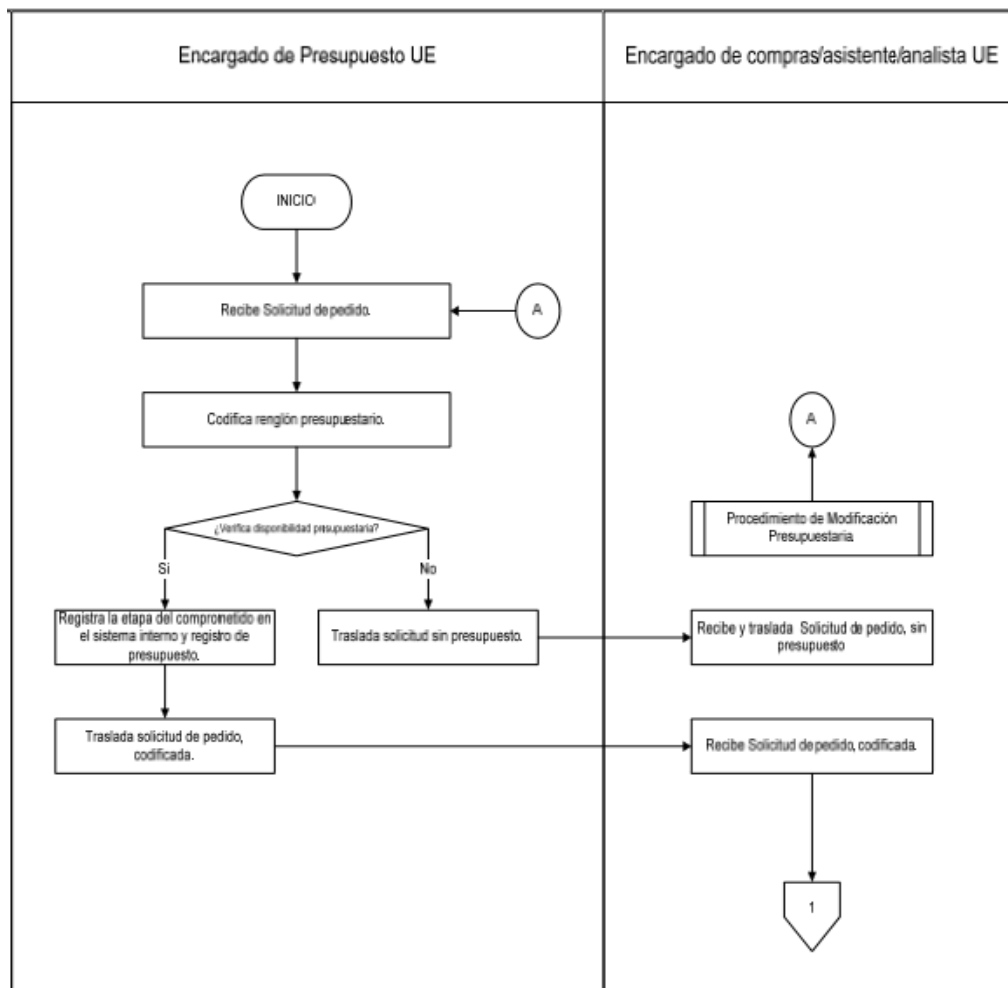 Encargado de Presupuesto UE
Encargado de compras/asistente/analista UE
INICIO
Recibe Solicitud de pedido.
A
Codifica renglón presupuestario.
A
¿Verifica disponibilidad presupuestaria?
Procedimiento de Modificación
Presupuestaria.
Si
No
Registra la etapa del comprometido en
el sistema interno y registro de
presupuesto.
Traslada solicitud sin presupuesto.
Recibe y traslada Solicitud de pedido, sin
presupuesto
Traslada solicitud de pedido,
codificada.
Recibe Solicitud de pedido, codificada.
1